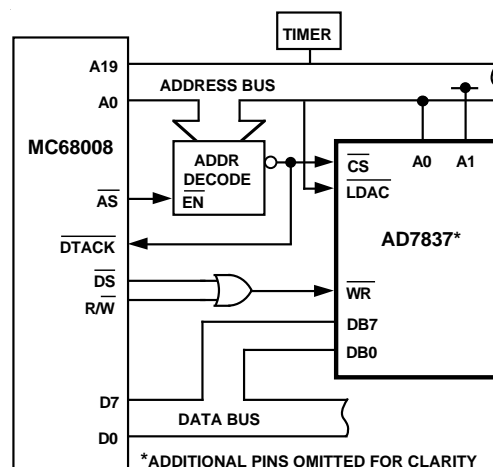 TIMER
A19
ADDRESS BUS
A0
MC68008
ADDR
DECODE
EN
CS
A0
A1
LDAC
AS
AD7837*
DTACK
DS
R/W
WR
DB7
DB0
D7
DATA BUS
D0
*ADDITIONAL PINS OMITTED FOR CLARITY